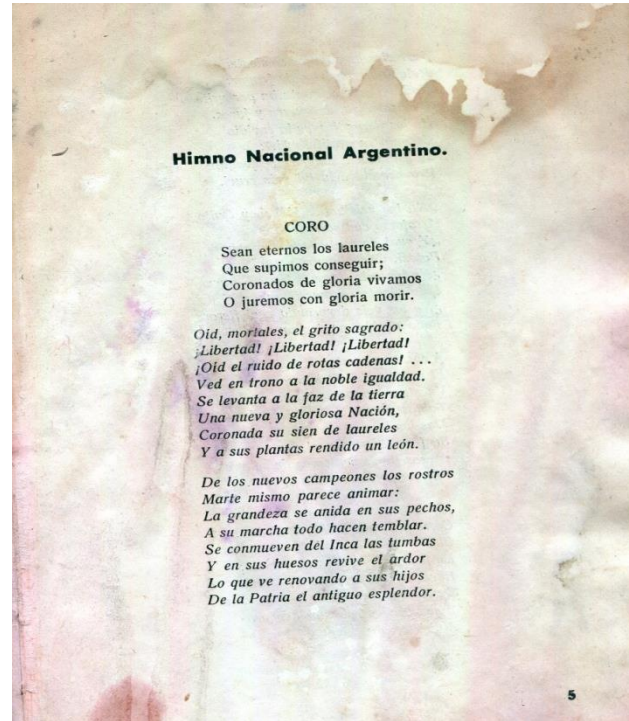 Himno Nacional Argentino.
CORO
Sean eternos los laureles
Que supimos conseguir;
Coronados de gloria vivamos
O juremos con gloria morir.
Oid, mortales, el grito sagrado:
¡Libertad! ¡Libertad! ¡Libertad!
¡Oid el ruido de rotas cadenas! ...
Ved en trono a la noble igualdad.
Se levanta a la faz de la tierra
Una nueva y gloriosa Nación,
Coronada su sien de laureles
Y a sus plantas rendido un león.
De los nuevos campeones los rostros
Marte mismo parece animar:
La grandeza se anida en sus pechos,
A su marcha todo hacen temblar.
Se conmueven del Inca las tumbas
Y en sus huesos revive el ardor
Lo que ve renovando a sus hijos
De la Patria el antiguo esplendor.
5